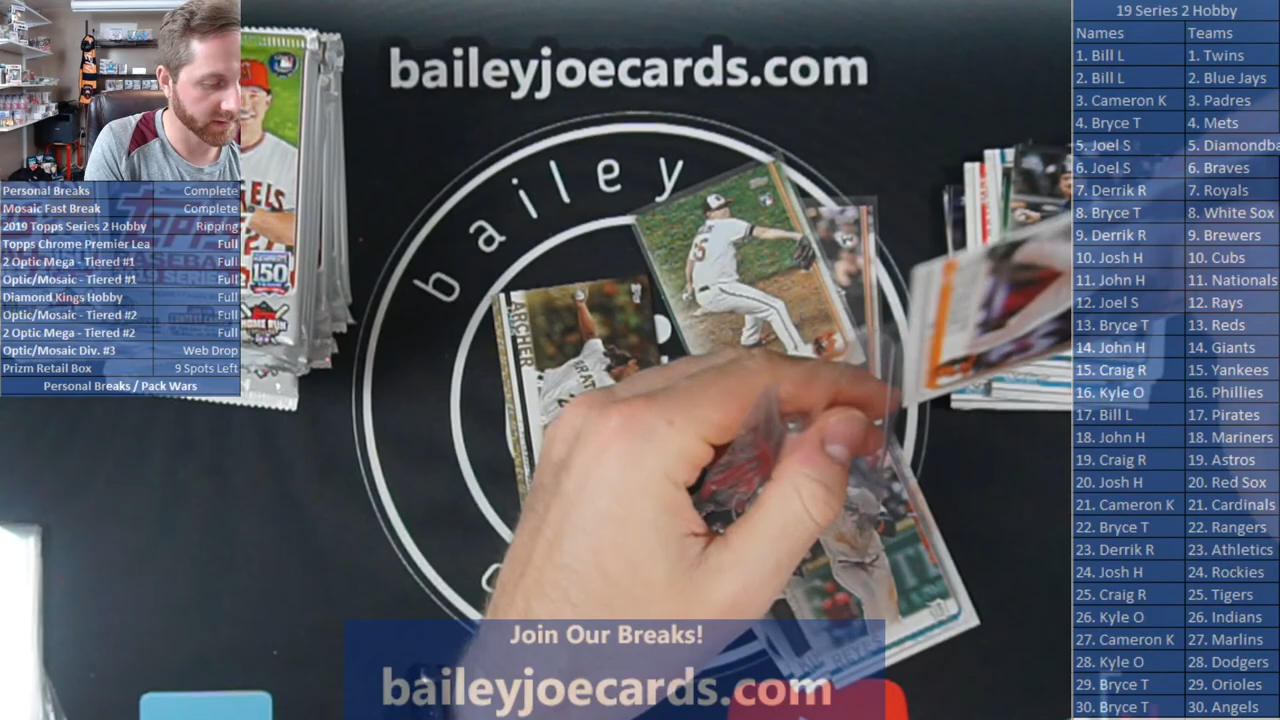 baileyjoecards.com
bailey
Personal Breaks Complete
Mosaic Fast Break Complete
2019 Topps Series 2 Hobby Ripping
Topps Chrome Premier Lea Full
2 Optic Mega - Tiered #1 Full
Optic/Mosaic - Tiered #1 Full
Diamond Kings Hobby Full
Optic/Mosaic - Tiered #2 Full
2 Optic Mega - Tiered #2 Full
Optic/Mosaic Div. #3 Web Drop
Prizm Retail Box 9 Spots Left
Personal Breaks / Pack Wars
150
HOME RUN
ARCHER
19 Series 2 Hobby
Names Teams
1. Bill L 1. Twins
2. Bill L 2. Blue Jays
3. Cameron K 3. Padres
4. Bryce T 4. Mets
5. Joel S 5. Diamondba
6. Joel S 6. Braves
7. Derrik R 7. Royals
8. Bryce T 8. White Sox
9. Derrik R 9. Brewers
10. Josh H 10. Cubs
11. John H 11. Nationals
12. Joel S 12. Rays
13. Bryce T 13. Reds
14. John H 14. Giants
15. Craig R 15. Yankees
16. Kyle O 16. Phillies
17. Bill L 17. Pirates
18. John H 18. Mariners
19. Craig R 19. Astros
20. Josh H 20. Red Sox
21. Cameron K 21. Cardinals
22. Bryce T 22. Rangers
23. Derrik R 23. Athletics
24. Josh H 24. Rockies
25. Craig R 25. Tigers
26. Kyle O 26. Indians
27. Cameron K 27. Marlins
28. Kyle O 28. Dodgers
29. Bryce T 29. Orioles
30. Bryce T 30. Angels
Join Our Breaks!
baileyjoecards.com